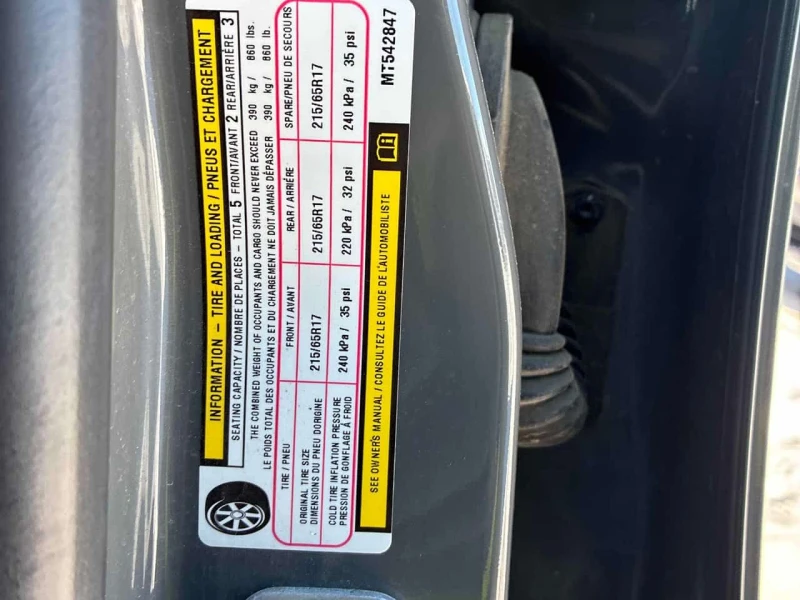 INFORMATION – TIRE AND LOADING / PNEUS ET CHARGEMENT
SEATING CAPACITY / NOMBRE DE PLACES – TOTAL 5 FRONT/AVANT 2 REAR/ARRIÈRE 3
THE COMBINED WEIGHT OF OCCUPANTS AND CARGO SHOULD NEVER EXCEED 390 kg / 860 lbs.
LE POIDS TOTAL DES OCCUPANTS ET DU CHARGEMENT NE DOIT JAMAIS DÉPASSER 390 kg / 860 lb.
TIRE / PNEU FRONT / AVANT REAR / ARRIÉRE SPARE/PNEU DE SECOURS
ORIGINAL TIRE SIZE
DIMENSIONS DU PNEU DORIGINE 215/65R17 215/65R17 215/65R17
COLD TIRE INFLATION PRESSURE
PRESSION DE GONFLAGE À FROID 240 kPa / 35 psi 220 kPa / 32 psi 240 kPa / 35 psi
SEE OWNER'S MANUAL / CONSULTEZ LE GUIDE DE L'AUTOMOBILISTE
MT542847